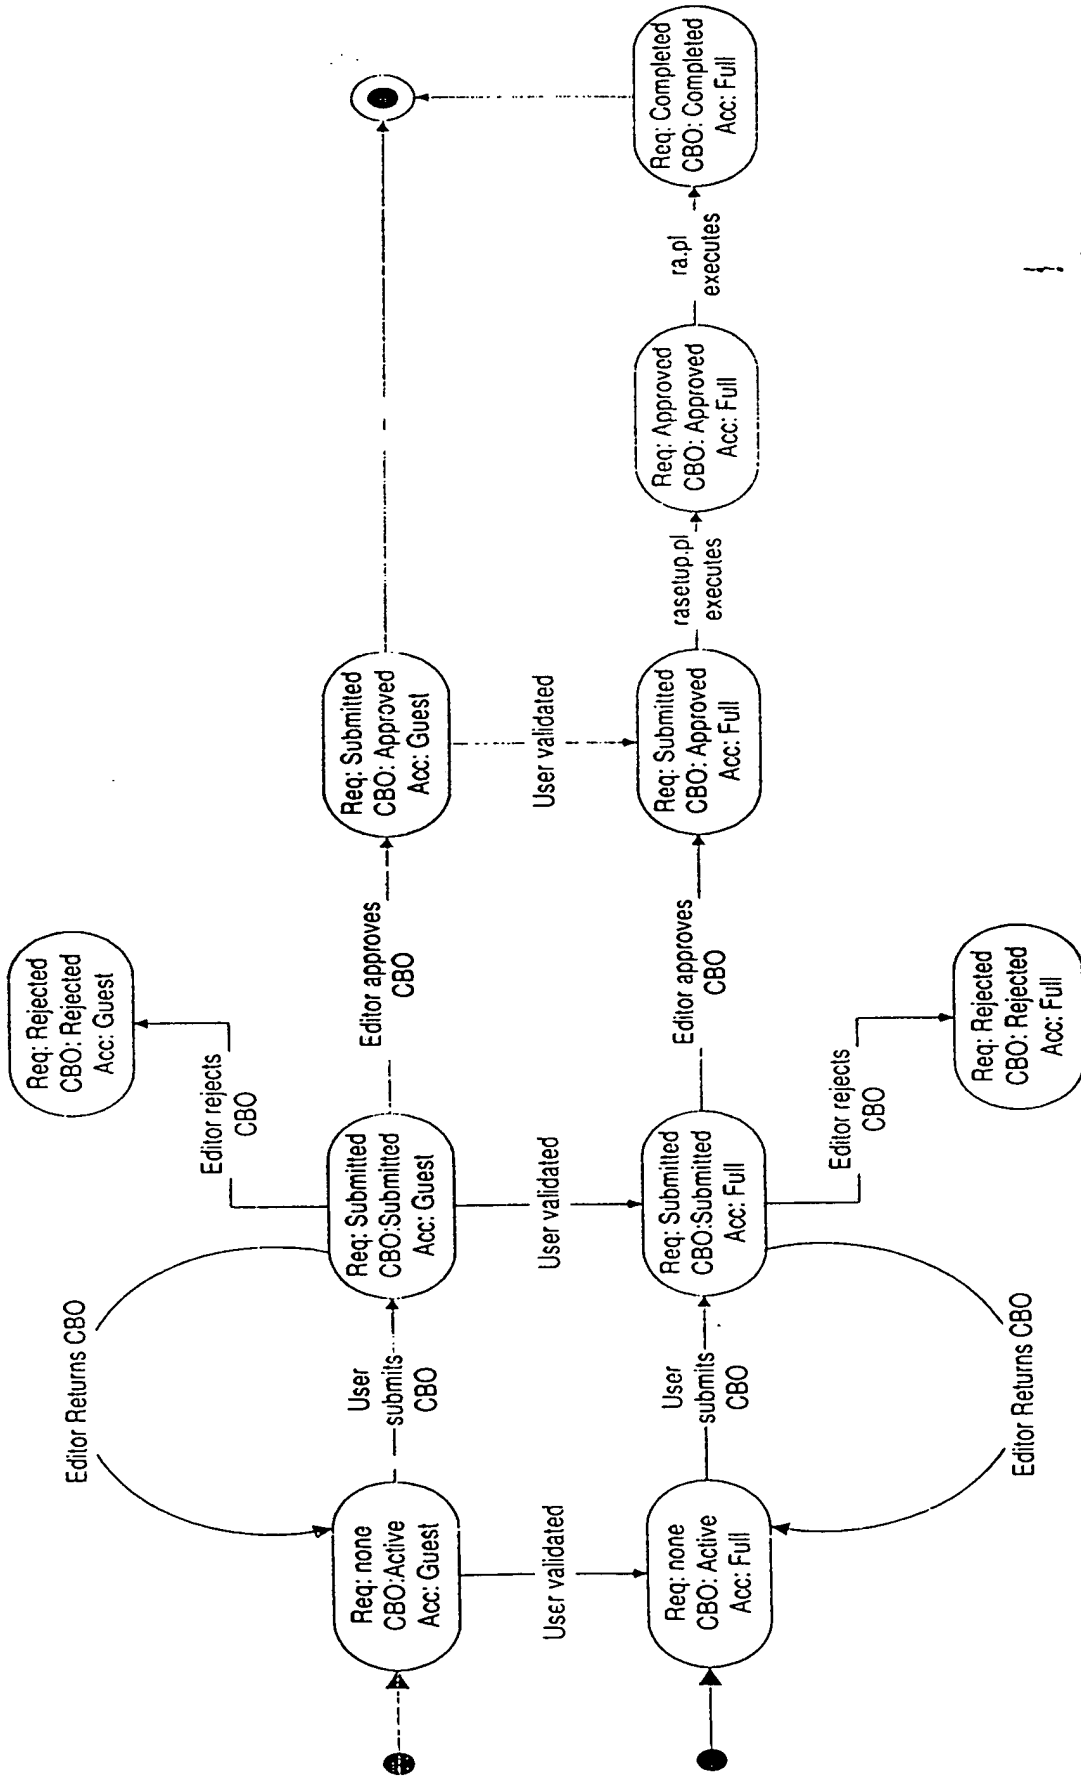 Req: Rejected
CBO: Rejected
Acc: Guest
Editor Returns CBO
Editor rejects
CBO
Req: none
CBO:Active
Acc: Guest
User
submits
CBO
Req: Submitted
CBO:Submitted
Acc: Guest
Editor approves
CBO
Req: Submitted
CBO: Approved
Acc: Guest
User validated
User validated
User validated
Req: none
CBO: Active
Acc: Full
User
submits
CBO
Req: Submitted
CBO:Submitted
Acc: Full
Editor approves
CBO
Req: Submitted
CBO: Approved
Acc: Full
rasetup.pl
executes
Req: Approved
CBO: Approved
Acc: Full
ra.pl
executes
Req: Completed
CBO: Completed
Acc: Full
Editor Returns CBO
Editor rejects
CBO
Req: Rejected
CBO: Rejected
Acc: Full